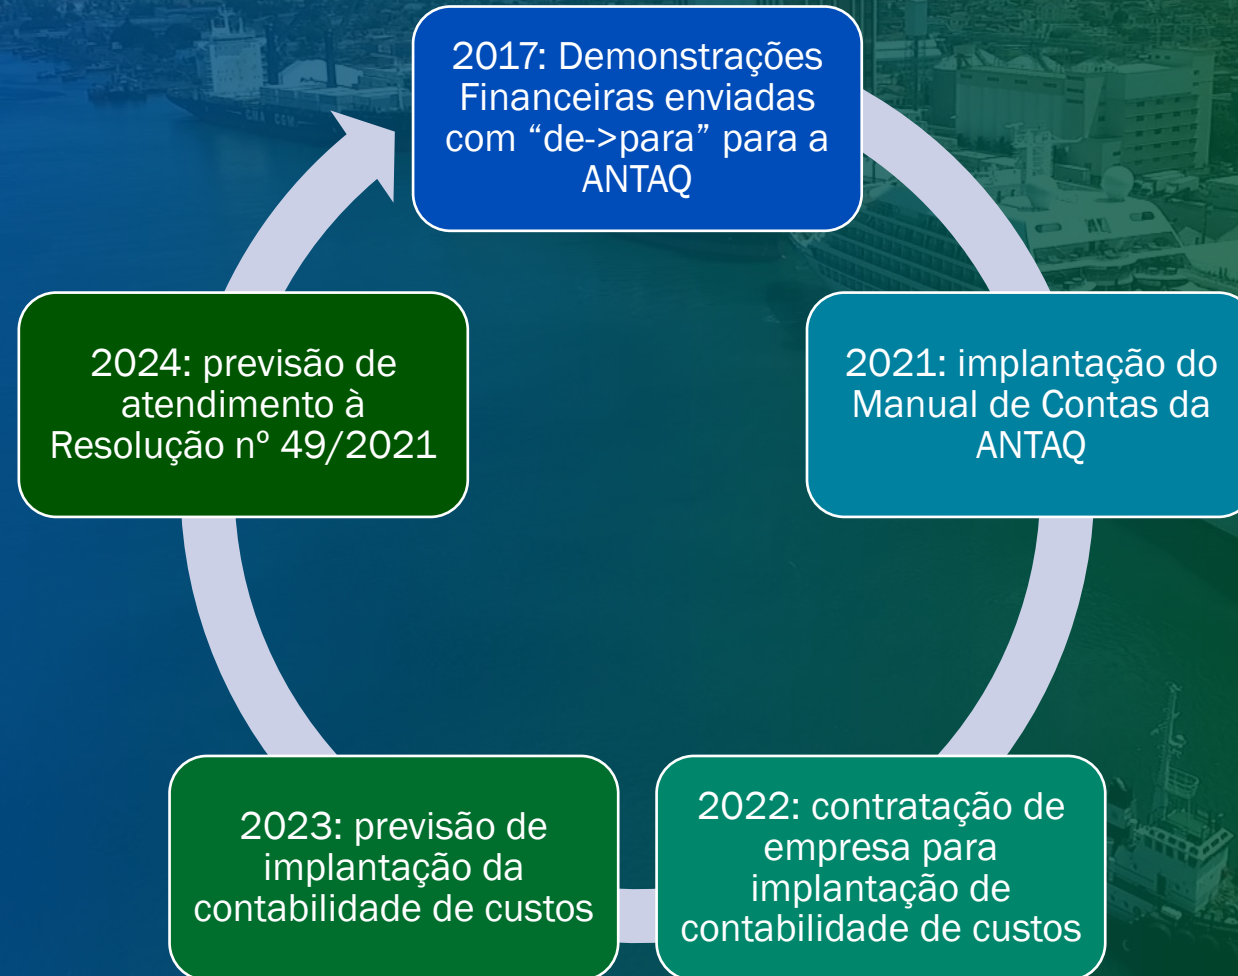 2017: Demonstrações
Financeiras enviadas
com “de->para” para a
ANTAQ
2021: implantação do
Manual de Contas da
ANTAQ
2022: contratação de
empresa para
implantação de
contabilidade de custos
2023: previsão de
implantação da
contabilidade de custos
2024: previsão de
atendimento à
Resolução nº 49/2021
CMA CGM